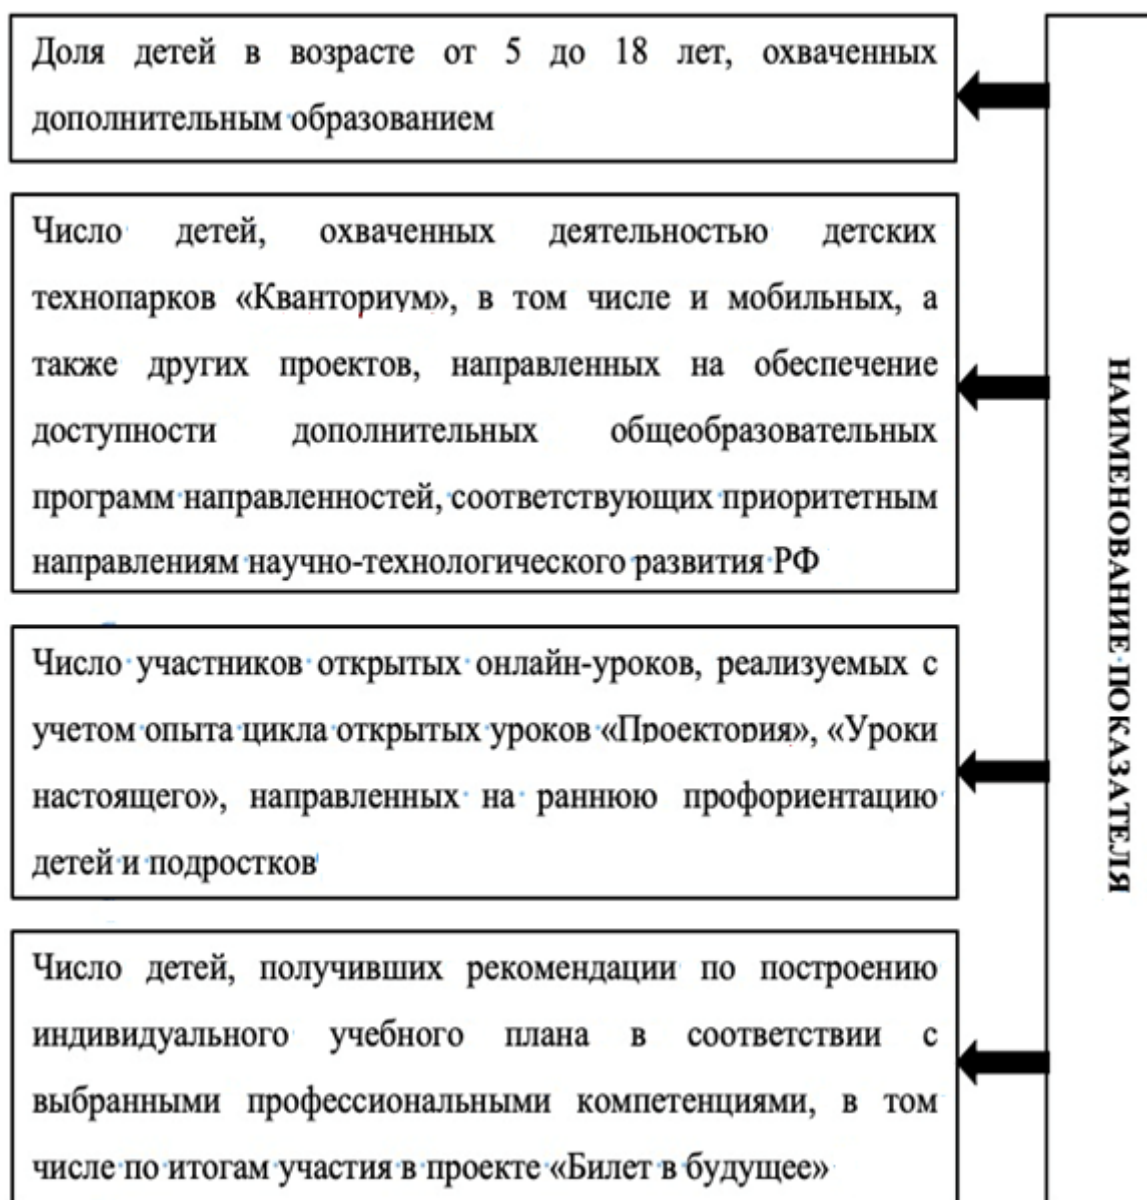 Доля детей в возрасте от 5 до 18 лет, охваченных
дополнительным образованием
Число детей, охваченных деятельностью детских
технопарков «Кванториум», в том числе и мобильных, а
также других проектов, направленных на обеспечение
доступности дополнительных общеобразовательных
программ направленностей, соответствующих приоритетным
направлениям научно-технологического развития РФ
Число участников открытых онлайн-уроков, реализуемых с
учетом опыта цикла открытых уроков «Проектория», «Уроки
настоящего», направленных на раннюю профориентацию
детей и подростков
Число детей, получивших рекомендации по построению
индивидуального учебного плана в соответствии с
выбранными профессиональными компетенциями, в том
числе по итогам участия в проекте «Билет в будущее»
НАИМЕНОВАНИЕ ПОКАЗАТЕЛЯ